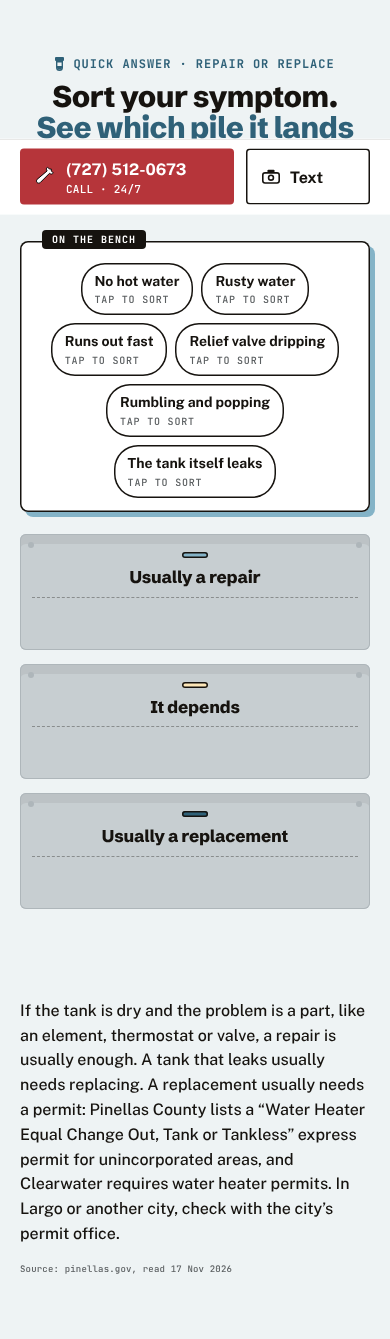 QUICK ANSWER · REPAIR OR REPLACE
Sort your symptom.
See which pile it lands
(727) 512-0673
CALL · 24/7
Text
ON THE BENCH
No hot water
TAP TO SORT
Rusty water
TAP TO SORT
Runs out fast
TAP TO SORT
Relief valve dripping
TAP TO SORT
Rumbling and popping
TAP TO SORT
The tank itself leaks
TAP TO SORT
Usually a repair
It depends
Usually a replacement
If the tank is dry and the problem is a part, like
an element, thermostat or valve, a repair is
usually enough. A tank that leaks usually
needs replacing. A replacement usually needs
a permit: Pinellas County lists a “Water Heater
Equal Change Out, Tank or Tankless” express
permit for unincorporated areas, and
Clearwater requires water heater permits. In
Largo or another city, check with the city’s
permit office.
Source: pinellas.gov, read 17 Nov 2026